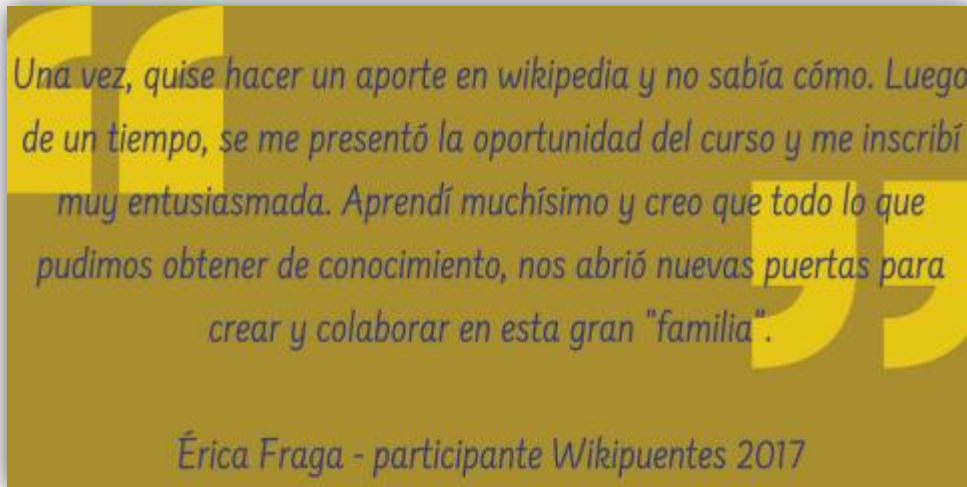 Una vez, quise hacer un aporte en wikipedia y no sabía cómo. Luego
de un tiempo, se me presentó la oportunidad del curso y me inscribí
muy entusiasmada. Aprendí muchísimo y creo que todo lo que
pudimos obtener de conocimiento, nos abrió nuevas puertas para
crear y colaborar en esta gran "familia".
Érica Fraga - participante Wikipuentes 2017